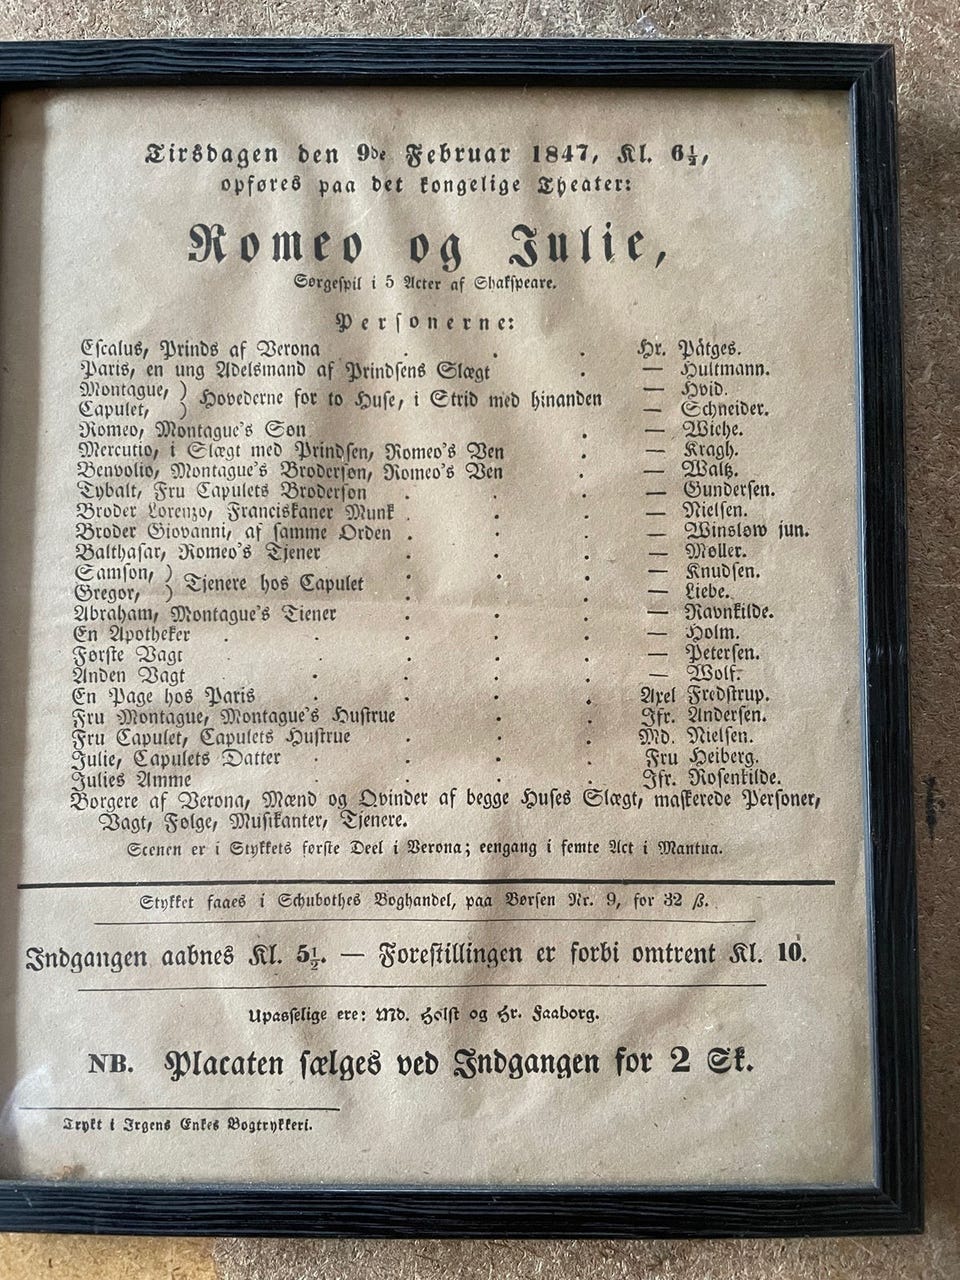 Tirsdagen den 9de Februar 1847, Kl. 6½,
opføres paa det kongelige Theater:
Romeo og Julie,
Sørgespil i 5 Acter af Shakspeare.
Personerne:
Escalus, Prinds af Verona . . . Hr. Pätges.
Paris, en ung Adelsmand af Prindsens Slægt . — Hultmann.
Montague, ) Hovederne for to Huse, i Strid med hinanden — Hvid.
Capulet, ) — Schneider.
Romeo, Montague's Søn . — Wiehe.
Mercutio, i Slægt med Prindsen, Romeo's Ven . — Kragh.
Benvolio, Montague's Brodersøn, Romeo's Ven . — Waltz.
Tybalt, Fru Capulets Brodersøn . . . — Gundersen.
Broder Lorenzo, Franciskaner Munk . . . — Nielsen.
Broder Giovanni, af samme Orden . . . — Winsløw jun.
Balthasar, Romeo's Tjener . . . — Møller.
Samson, ) Tjenere hos Capulet . . . — Knudsen.
Gregor, ) . . . — Liebe.
Abraham, Montague's Tiener . . . — Ravnkilde.
En Apotheker . . . . . — Holm.
Første Vagt . . . . — Petersen.
Anden Vagt . . . . — Wolf.
En Page hos Paris . . . . Axel Fredstrup.
Fru Montague, Montague's Hustrue . . Jfr. Andersen.
Fru Capulet, Capulets Hustrue . . . Md. Nielsen.
Julie, Capulets Datter . . . . Fru Heiberg.
Julies Amme . . . . Jfr. Rosenkilde.
Borgere af Verona, Mænd og Qvinder af begge Huses Slægt, maskerede Personer,
Vagt, Følge, Musikanter, Tjenere.
Scenen er i Stykkets første Deel i Verona; eengang i femte Act i Mantua.
Stykket faaes i Schubothes Boghandel, paa Børsen Nr. 9, for 32 ß.
Indgangen aabnes Kl. 5½. — Forestillingen er forbi omtrent Kl. 10.
Upasselige ere: Md. Holst og Hr. Faaborg.
NB. Placaten sælges ved Indgangen for 2 Sk.
Trykt i Irgens Enkes Bogtrykkeri.